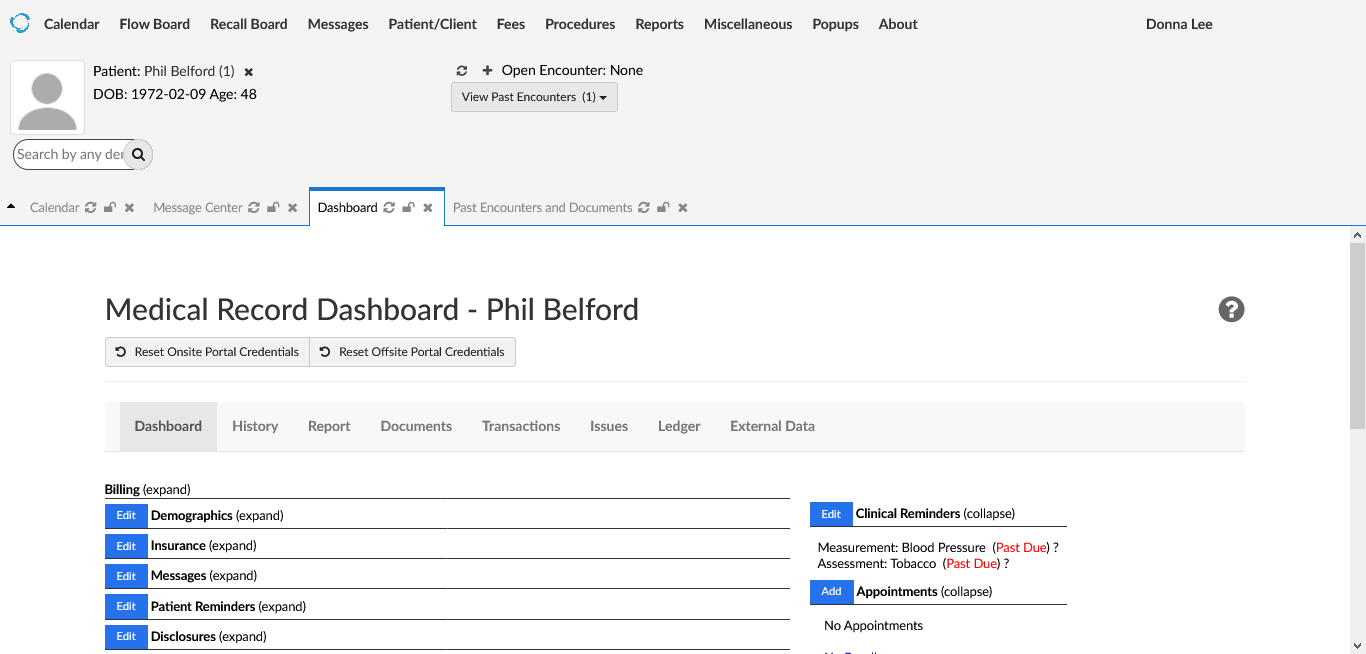 Calendar Flow Board Recall Board Messages Patient/Client Fees Procedures Reports Miscellaneous Popups About Donna Lee
Patient: Phil Belford (1)
DOB: 1972-02-09 Age: 48
Open Encounter: None
View Past Encounters (1)
Search by any der
Calendar Message Center Dashboard Past Encounters and Documents
Medical Record Dashboard - Phil Belford
Reset Onsite Portal Credentials Reset Offsite Portal Credentials
Dashboard History Report Documents Transactions Issues Ledger External Data
Billing (expand)
Edit Demographics (expand)
Edit Insurance (expand)
Edit Messages (expand)
Edit Patient Reminders (expand)
Edit Disclosures (expand)
Edit Clinical Reminders (collapse)
Measurement: Blood Pressure (Past Due) ?
Assessment: Tobacco (Past Due) ?
Add Appointments (collapse)
No Appointments